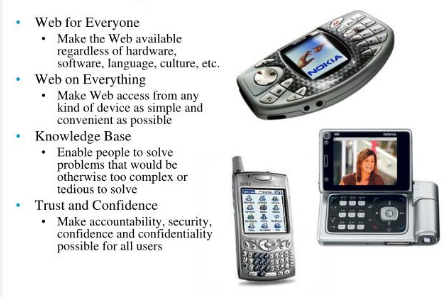 • Web for Everyone
• Make the Web available
regardless of hardware,
software, language, culture, etc.
• Web on Everything
• Make Web access from any
kind of device as simple and
convenient as possible
• Knowledge Base
• Enable people to solve
problems that would be
otherwise too complex or
tedious to solve
• Trust and Confidence
• Make accountability, security,
confidence and confidentiality
possible for all users
NOKIA
NOKIA